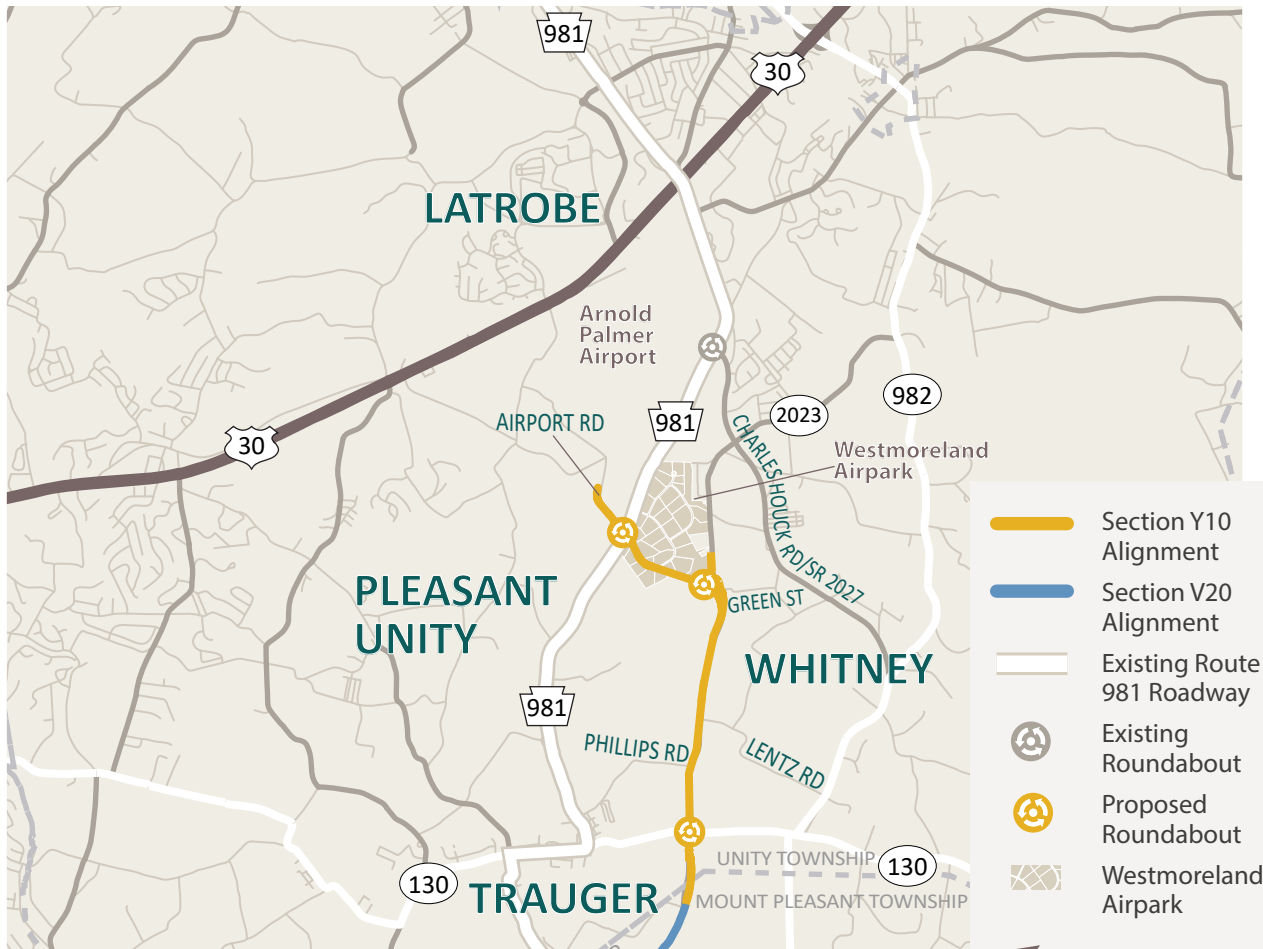 981
30
LATROBE
Arnold
Palmer
Airport
982
981
2023
AIRPORT RD
CHARLES HOUCK RD/SR 2027
Westmoreland
Airpark
30
PLEASANT
UNITY
GREEN ST
WHITNEY
981
PHILLIPS RD
LENTZ RD
UNITY TOWNSHIP
130
130
TRAUGER
MOUNT PLEASANT TOWNSHIP
Section Y10
Alignment
Section V20
Alignment
Existing Route
981 Roadway
Existing
Roundabout
Proposed
Roundabout
Westmoreland
Airpark